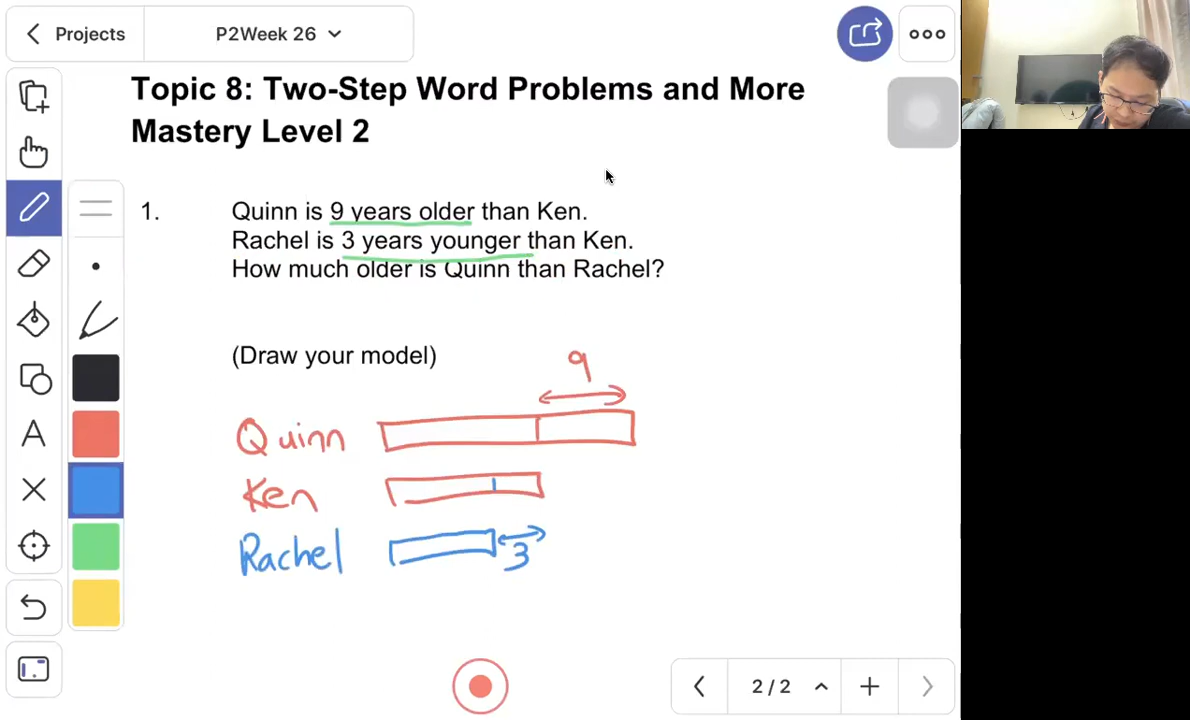 Projects
P2Week 26
Topic 8: Two-Step Word Problems and More
Mastery Level 2
1. Quinn is 9 years older than Ken.
Rachel is 3 years younger than Ken.
How much older is Quinn than Rachel?
(Draw your model)
9
Quinn
Ken
Rachel
3
A
2 / 2